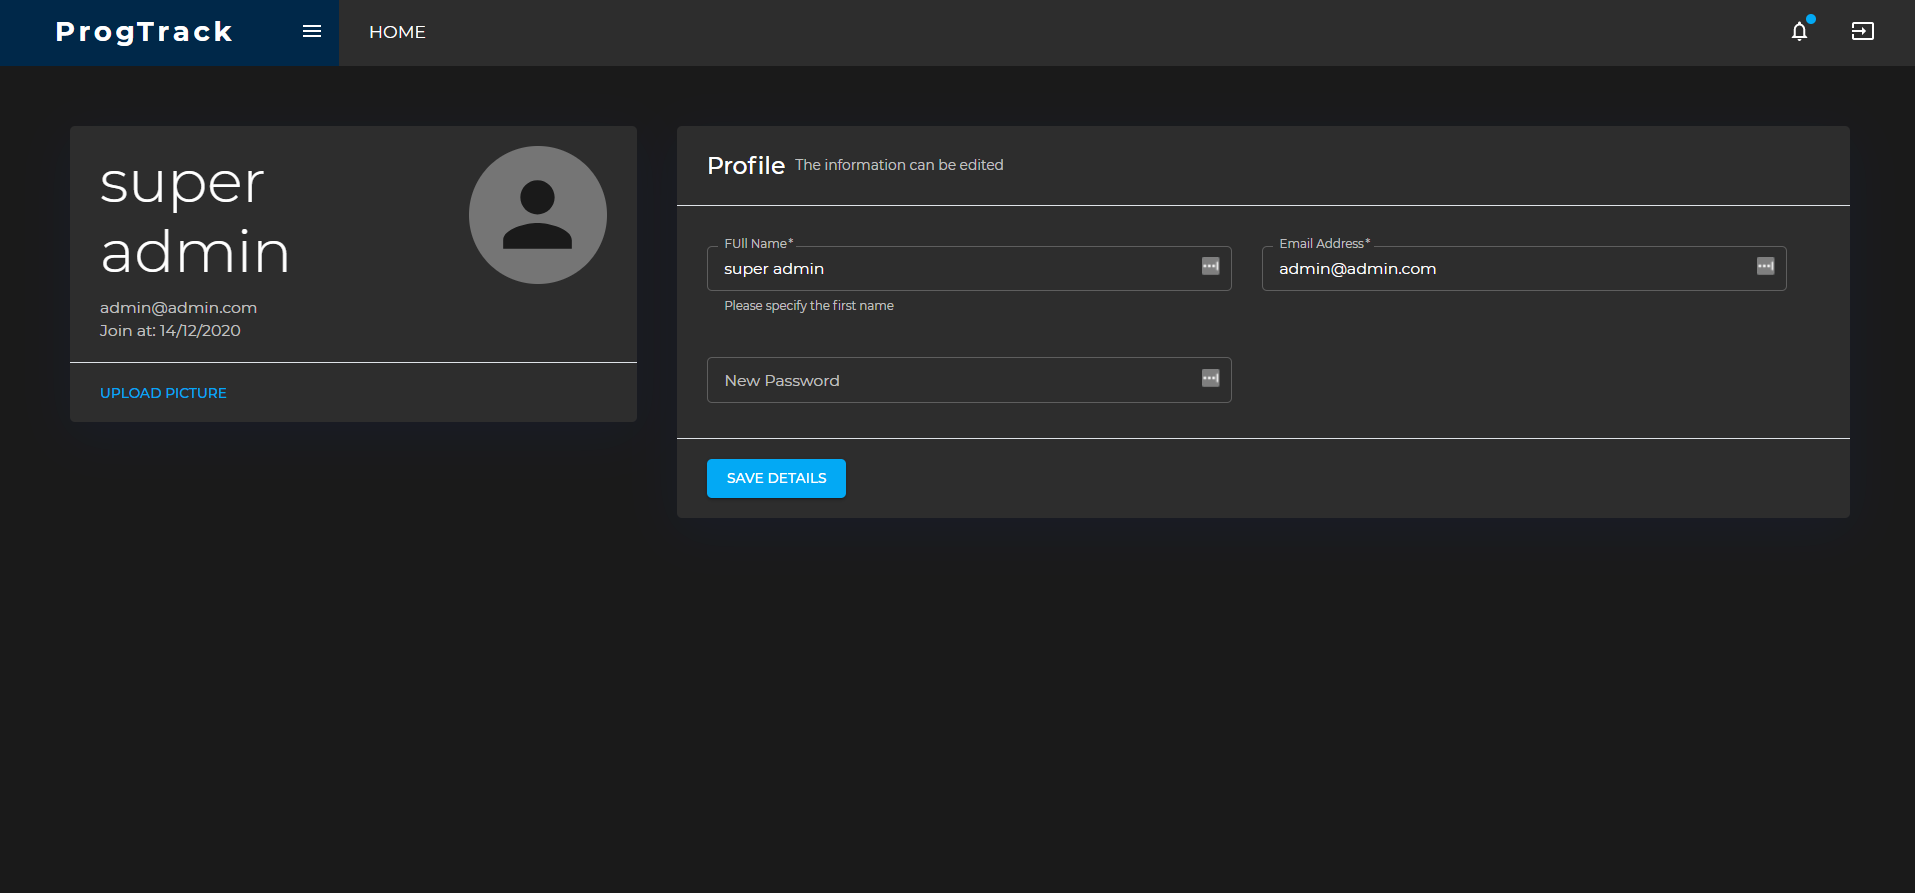 ProgTrack
HOME
super
admin
admin@admin.com
Join at: 14/12/2020
UPLOAD PICTURE
Profile The information can be edited
FUll Name*
super admin
Please specify the first name
Email Address*
admin@admin.com
New Password
SAVE DETAILS